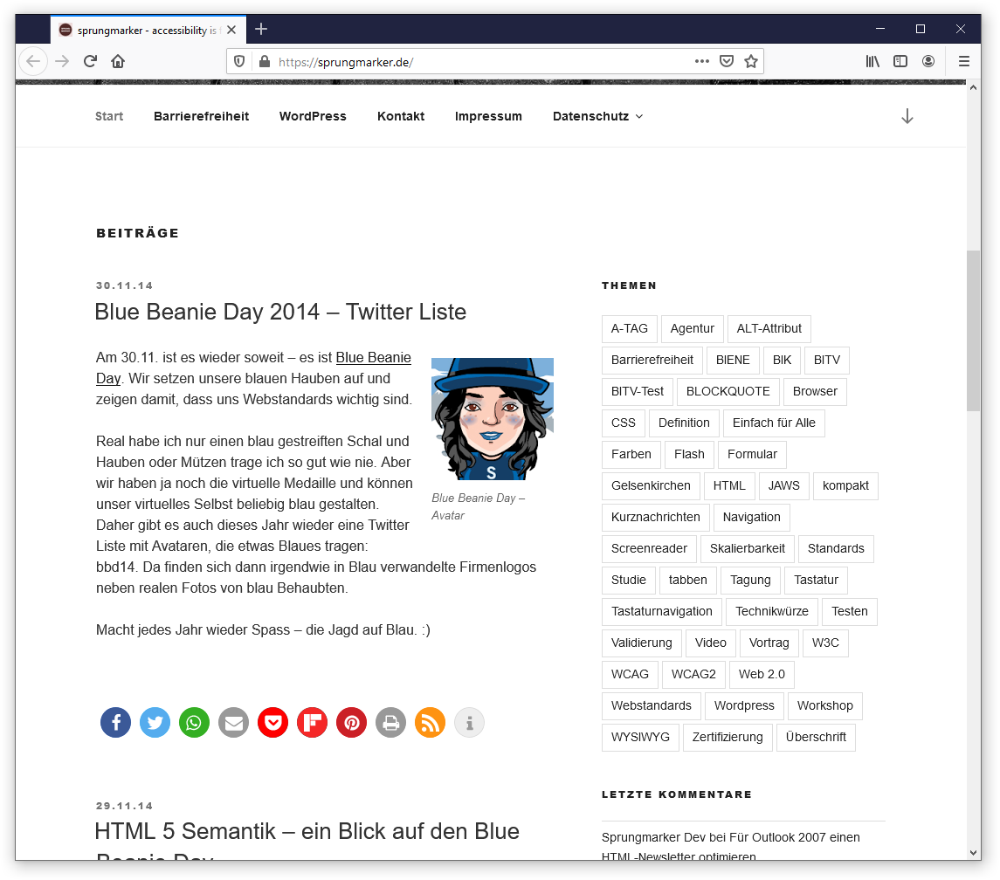 sprungmarker - accessibility is
https://sprungmarker.de/
Start Barrierefreiheit WordPress Kontakt Impressum Datenschutz
BEITRÄGE
30.11.14
Blue Beanie Day 2014 – Twitter Liste
Am 30.11. ist es wieder soweit – es ist Blue Beanie
Day. Wir setzen unsere blauen Hauben auf und
zeigen damit, dass uns Webstandards wichtig sind.
Real habe ich nur einen blau gestreiften Schal und
Hauben oder Mützen trage ich so gut wie nie. Aber
wir haben ja noch die virtuelle Medaille und können
unser virtuelles Selbst beliebig blau gestalten.
Daher gibt es auch dieses Jahr wieder eine Twitter
Liste mit Avataren, die etwas Blaues tragen:
bbd14. Da finden sich dann irgendwie in Blau verwandelte Firmenlogos
neben realen Fotos von blau Behaubten.
S
Blue Beanie Day –
Avatar
Macht jedes Jahr wieder Spass – die Jagd auf Blau. :)
29.11.14
HTML 5 Semantik – ein Blick auf den Blue
Beanie Day
THEMEN
A-TAG Agentur ALT-Attribut
Barrierefreiheit BIENE BIK BITV
BITV-Test BLOCKQUOTE Browser
CSS Definition Einfach für Alle
Farben Flash Formular
Gelsenkirchen HTML JAWS kompakt
Kurznachrichten Navigation
Screenreader Skalierbarkeit Standards
Studie tabben Tagung Tastatur
Tastaturnavigation Technikwürze Testen
Validierung Video Vortrag W3C
WCAG WCAG2 Web 2.0
Webstandards Wordpress Workshop
WYSIWYG Zertifizierung Überschrift
LETZTE KOMMENTARE
Sprungmarker Dev bei Für Outlook 2007 einen
HTML-Newsletter optimieren